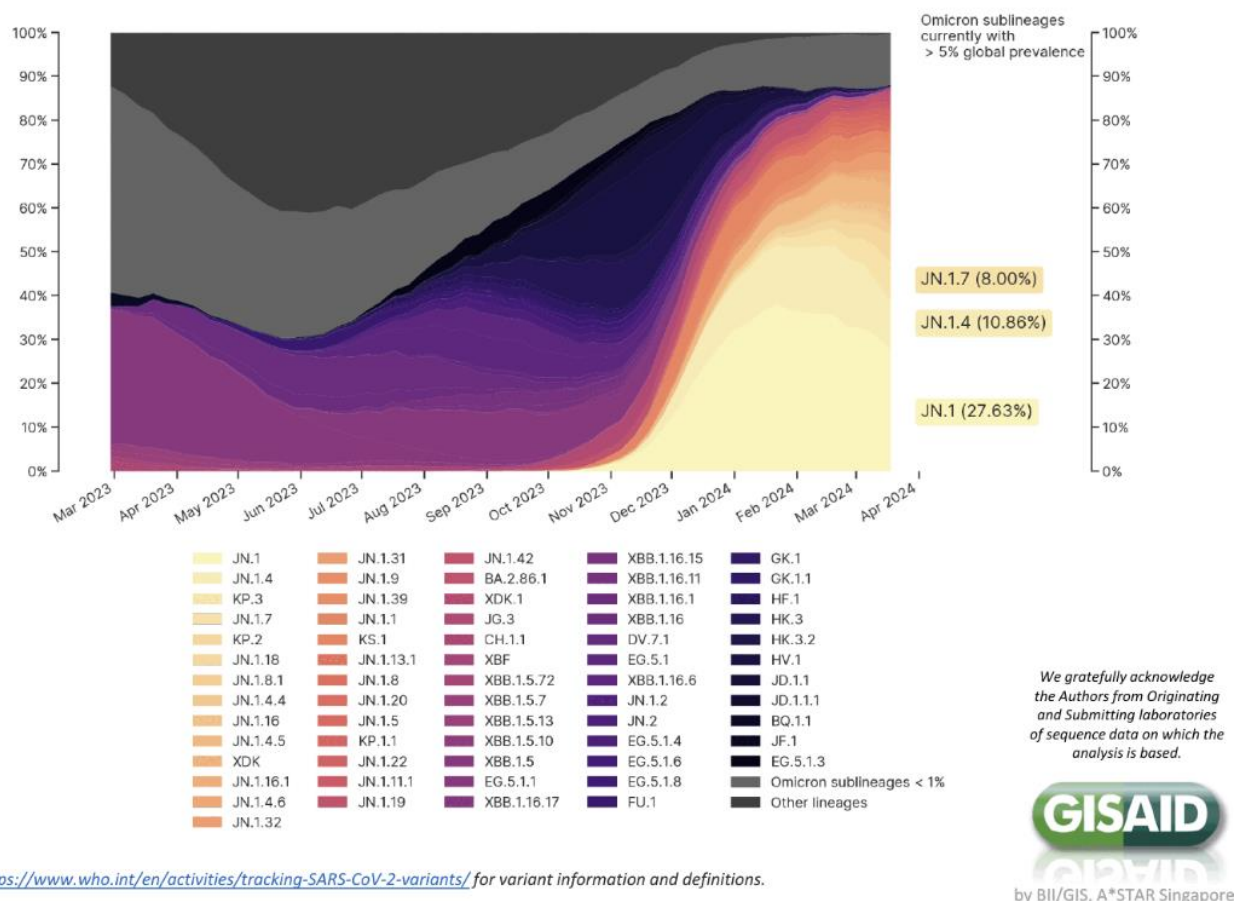 Omicron sublineages
currently with
> 5% global prevalence
100%
90%
80%
70%
60%
50%
40%
30%
20%
10%
0%
100%
90%
80%
70%
60%
50%
40%
30%
20%
10%
0%
JN.1.7 (8.00%)
JN.1.4 (10.86%)
JN.1 (27.63%)
Mar 2023
Apr 2023
May 2023
Jun 2023
Jul 2023
Aug 2023
Sep 2023
Oct 2023
Nov 2023
Dec 2023
Jan 2024
Feb 2024
Mar 2024
Apr 2024
JN.1
JN.1.4
KP.3
JN.1.7
KP.2
JN.1.18
JN.1.8.1
JN.1.4.4
JN.1.16
JN.1.4.5
XDK
JN.1.16.1
JN.1.4.6
JN.1.32
JN.1.31
JN.1.9
JN.1.39
JN.1.1
KS.1
JN.1.13.1
JN.1.8
JN.1.20
JN.1.5
KP.1.1
JN.1.22
JN.1.11.1
JN.1.19
JN.1.42
BA.2.86.1
XDK.1
JG.3
CH.1.1
XBF
XBB.1.5.72
XBB.1.5.7
XBB.1.5.13
XBB.1.5.10
XBB.1.5
EG.5.1.1
XBB.1.16.17
XBB.1.16.15
XBB.1.16.11
XBB.1.16.1
XBB.1.16
DV.7.1
EG.5.1
XBB.1.16.6
JN.1.2
JN.2
EG.5.1.4
EG.5.1.6
EG.5.1.8
FU.1
GK.1
GK.1.1
HF.1
HK.3
HK.3.2
HV.1
JD.1.1
JD.1.1.1
BQ.1.1
JF.1
EG.5.1.3
Omicron sublineages < 1%
Other lineages
We gratefully acknowledge
the Authors from Originating
and Submitting laboratories
of sequence data on which the
analysis is based.
GISAID
by BII/GIS, A*STAR Singapore
ps://www.who.int/en/activities/tracking-SARS-CoV-2-variants/ for variant information and definitions.